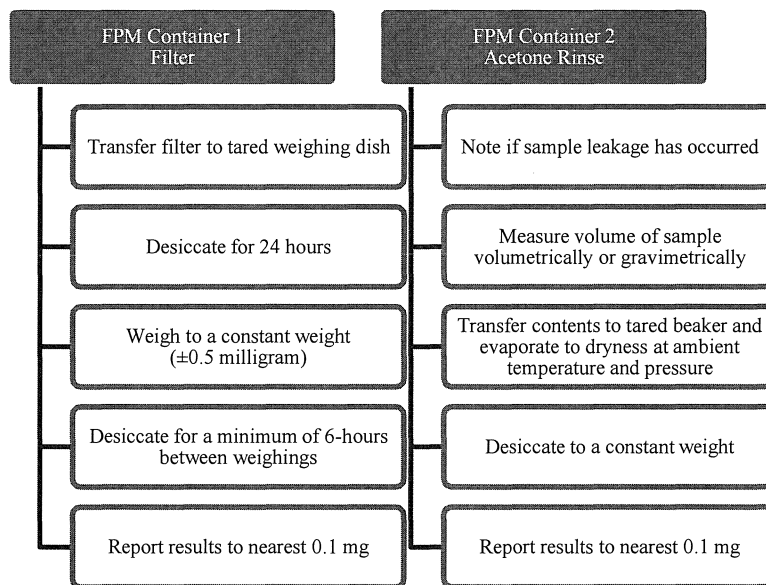 FPM Container 1
Filter
Transfer filter to tared weighing dish
Desiccate for 24 hours
Weigh to a constant weight
(±0.5 milligram)
Desiccate for a minimum of 6-hours
between weighings
Report results to nearest 0.1 mg
FPM Container 2
Acetone Rinse
Note if sample leakage has occurred
Measure volume of sample
volumetrically or gravimetrically
Transfer contents to tared beaker and
evaporate to dryness at ambient
temperature and pressure
Desiccate to a constant weight
Report results to nearest 0.1 mg